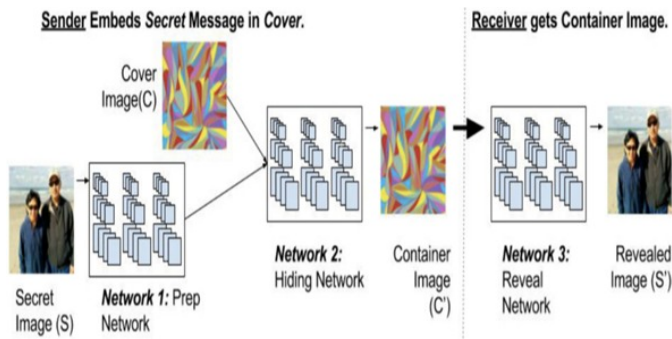 Sender Embeds Secret Message in Cover.
Receiver gets Container Image.
Cover
Image(C)
Secret
Image (S)
Network 1: Prep
Network
Network 2:
Hiding Network
Container
Image
(C')
Network 3:
Reveal
Network
Revealed
Image (S')